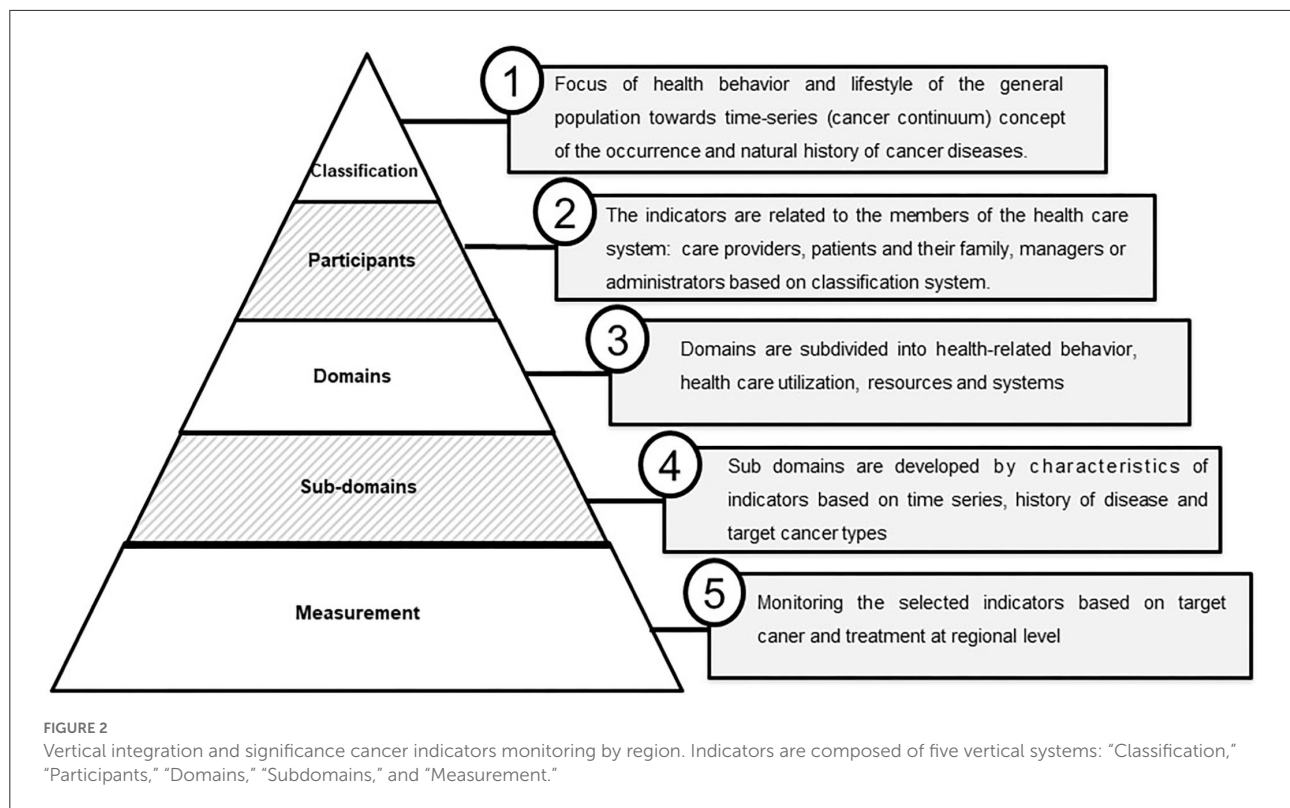 1
Focus of health behavior and lifestyle of the general
population towards time-series (cancer continuum) concept
of the occurrence and natural history of cancer diseases.
Classification
2
The indicators are related to the members of the health care
system: care providers, patients and their family, managers or
administrators based on classification system.
Participants
3
Domains are subdivided into health-related behavior,
health care utilization, resources and systems
Domains
4
Sub domains are developed by characteristics of
indicators based on time series, history of disease and
target cancer types
Sub-domains
5
Monitoring the selected indicators based on target
caner and treatment at regional level
Measurement
FIGURE 2
Vertical integration and significance cancer indicators monitoring by region. Indicators are composed of five vertical systems: “Classification,”
“Participants,” “Domains,” “Subdomains,” and “Measurement.”